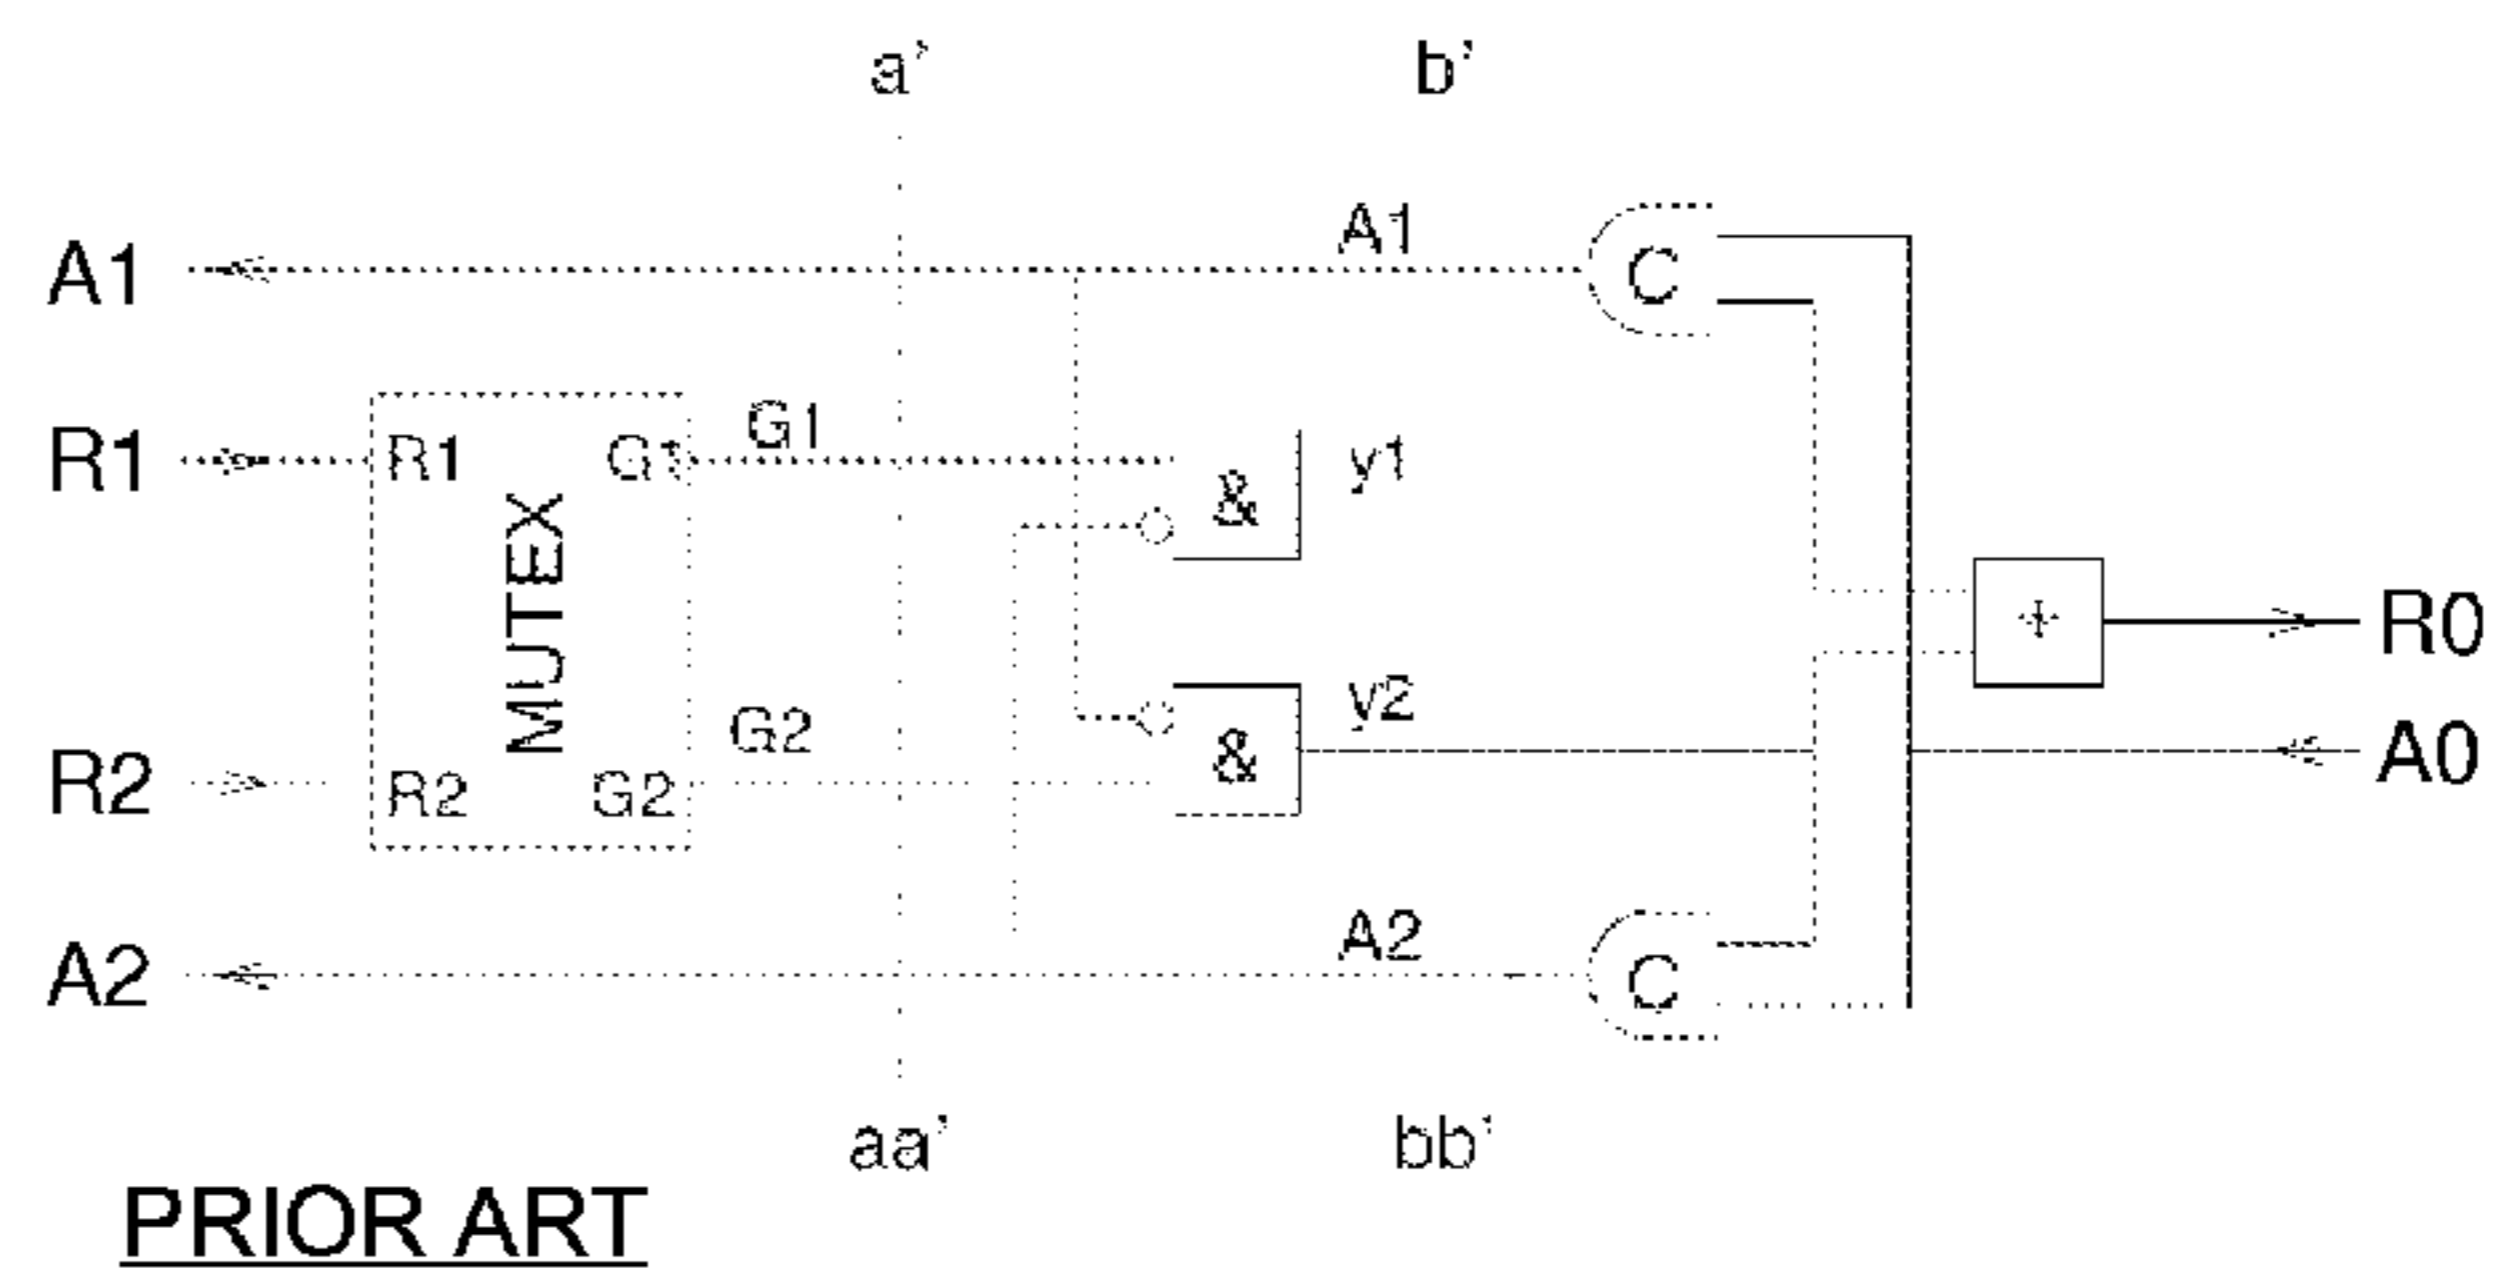 a' b'
A1 A1 C
R1 R1 G1 G1 & y1
MUTEX
+ R0
R2 R2 G2 G2 & y2 A0
A2 A2 C
aa' bb'
PRIOR ART